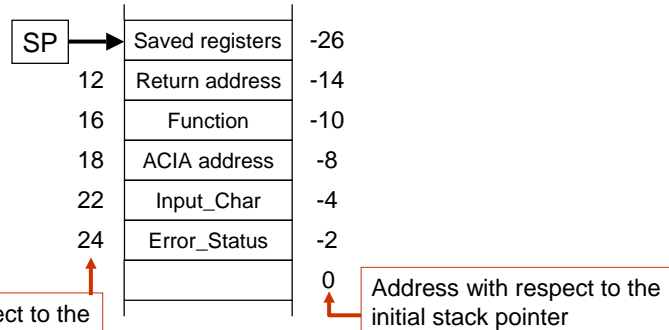 SP Saved registers -26
12 Return address -14
16 Function -10
18 ACIA address -8
22 Input_Char -4
24 Error_Status -2
0
ect to the
Address with respect to the
initial stack pointer